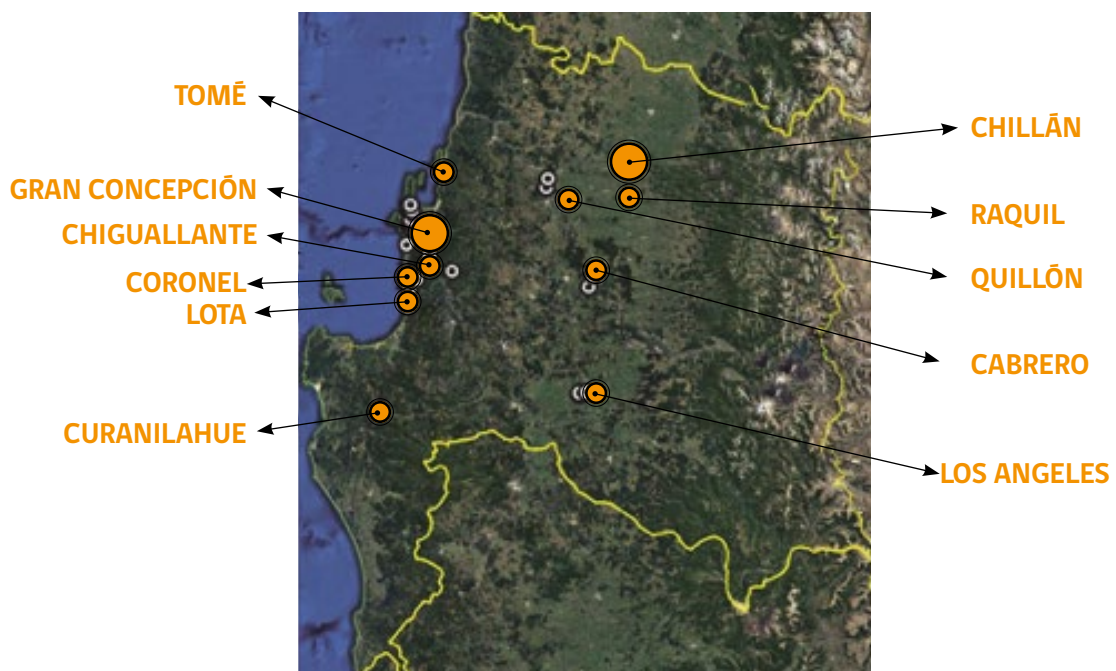 TOMÉ
GRAN CONCEPCIÓN
CHIGUALLANTE
CORONEL
LOTA
CURANILAHUE
CHILLÁN
RAQUIL
QUILLÓN
CABRERO
LOS ANGELES